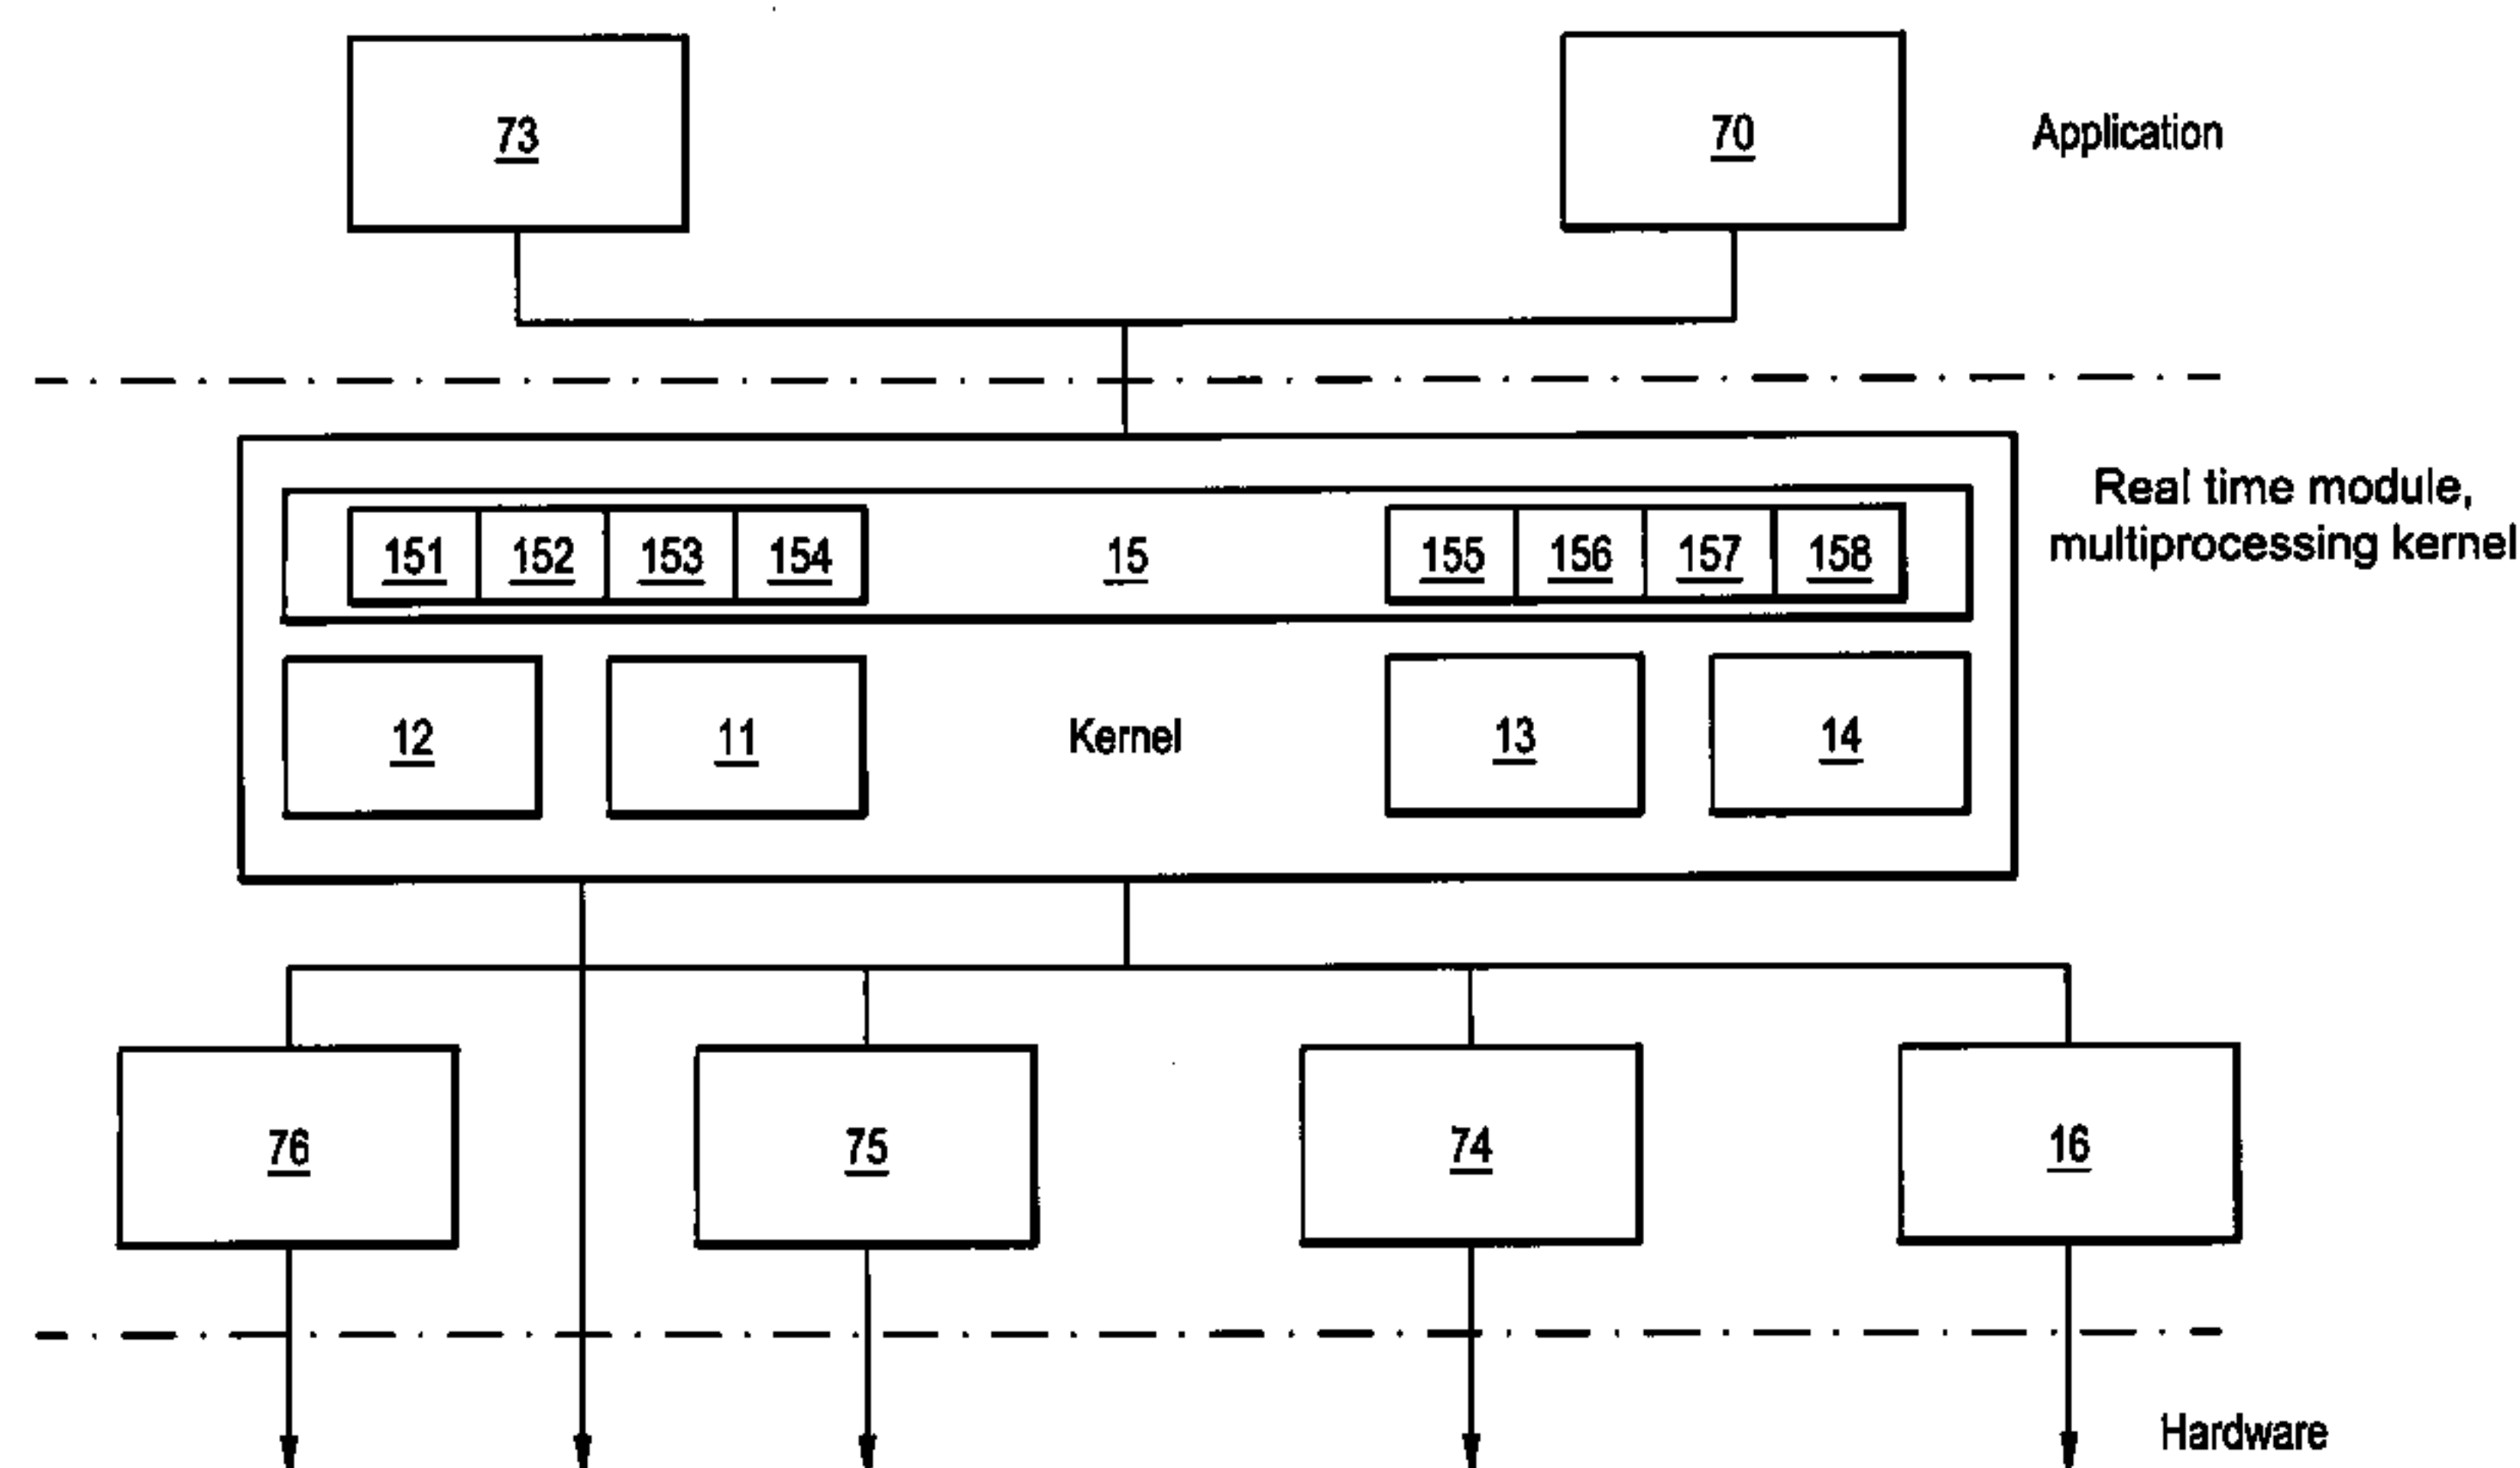 73
70
Application
Real time module,
multiprocessing kernel
151 152 153 154 15 155 156 157 158
12 11 Kernel 13 14
76 75 74 16
Hardware